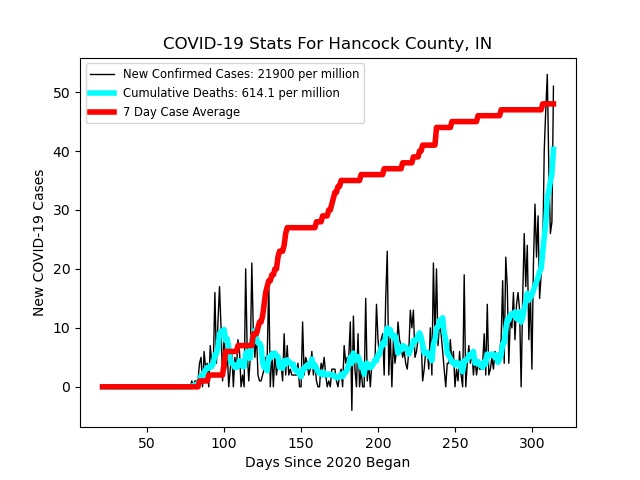 COVID-19 Stats For Hancock County, IN
New Confirmed Cases: 21900 per million
Cumulative Deaths: 614.1 per million
7 Day Case Average
New COVID-19 Cases
50
40
30
20
10
0
50 100 150 200 250 300
Days Since 2020 Began